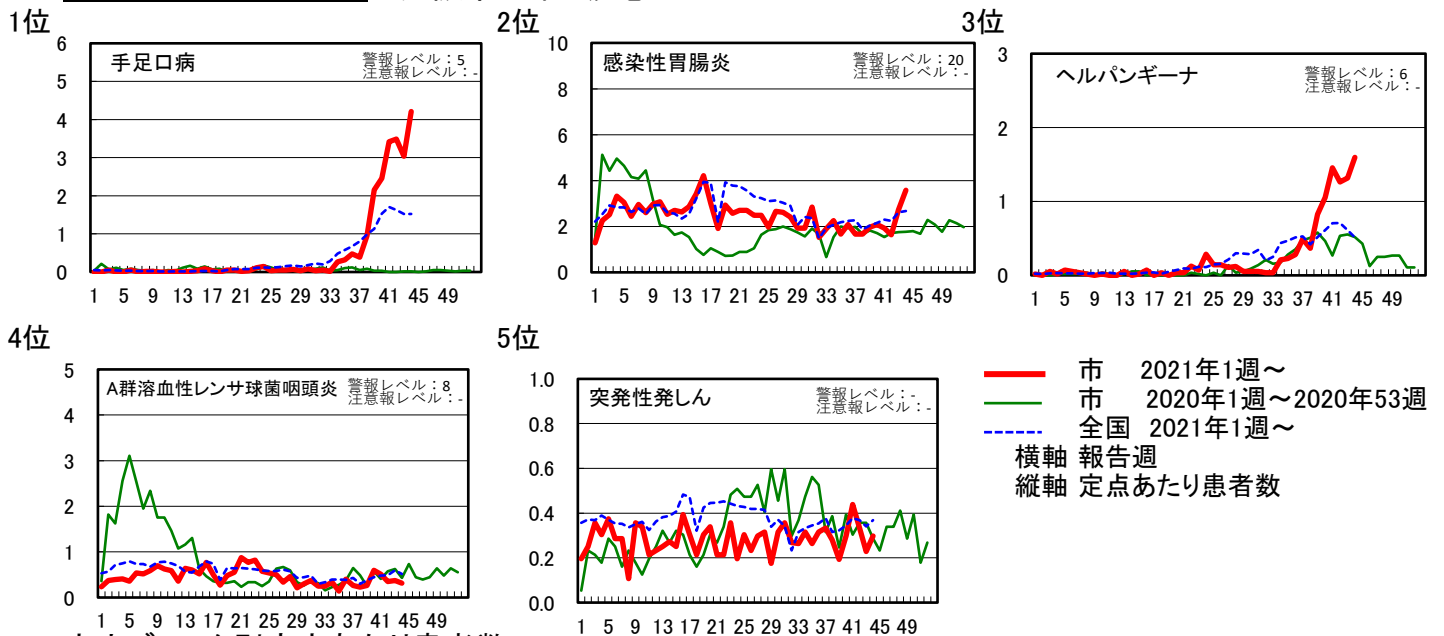 1位
手足口病
警報レベル：5
注意報レベル：-
6
5
4
3
2
1
0
1 5 9 13 17 21 25 29 33 37 41 45 49
2位
感染性胃腸炎
警報レベル：20
注意報レベル：-
10
8
6
4
2
0
1 5 9 13 17 21 25 29 33 37 41 45 49
3位
ヘルパンギーナ
警報レベル：6
注意報レベル：-
3
2
1
0
1 5 9 13 17 21 25 29 33 37 41 45 49
4位
A群溶血性レンサ球菌咽頭炎
警報レベル：8
注意報レベル：-
5
4
3
2
1
0
1 5 9 13 17 21 25 29 33 37 41 45 49
5位
突発性発しん
警報レベル：-
注意報レベル：-
1.0
0.8
0.6
0.4
0.2
0.0
1 5 9 13 17 21 25 29 33 37 41 45 49
市 2021年1週～
市 2020年1週～2020年53週
全国 2021年1週～
横軸 報告週
縦軸 定点あたり患者数